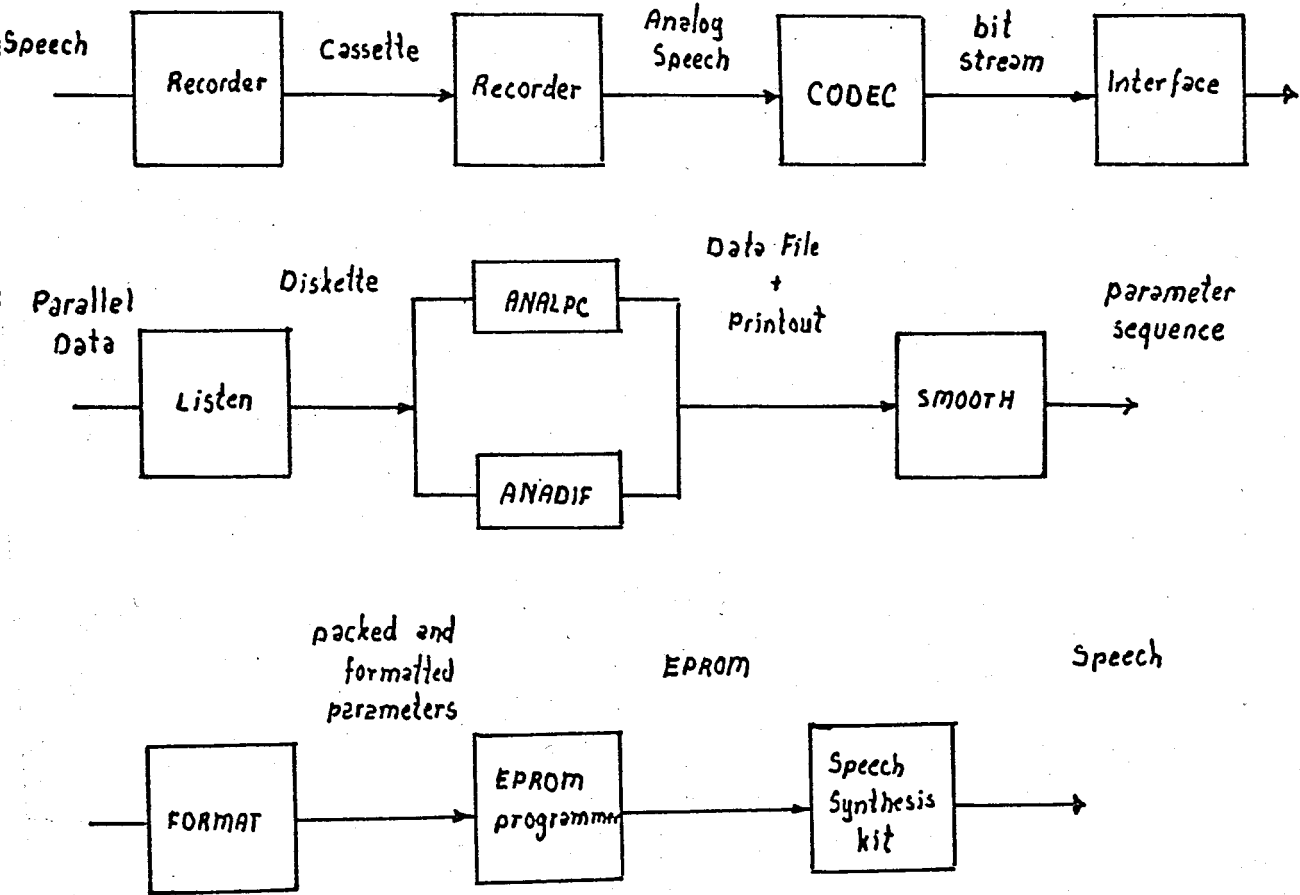 Speech
Recorder
Cassette
Recorder
Analog
Speech
CODEC
bit
stream
Interface
Parallel
Data
Listen
Diskette
ANALPC
ANADIF
Data File
+
Printout
SMOOTH
parameter
sequence
FORMAT
packed and
formatted
parameters
EPROM
programmer
EPROM
Speech
Synthesis
kit
Speech